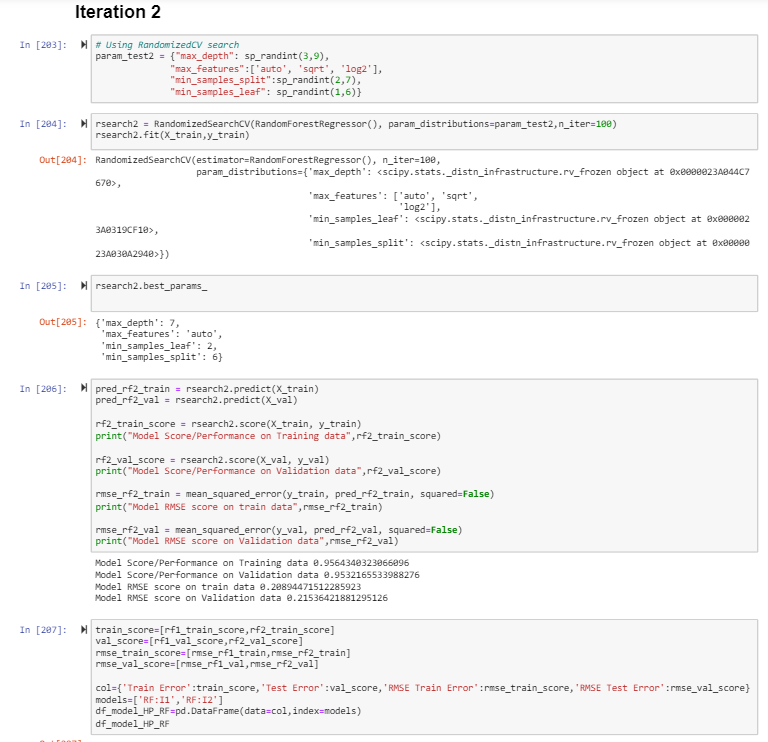 Iteration 2
In [203]:
# Using RandomizedCV search
param_test2 = {"max_depth": sp_randint(3,9),
"max_features":['auto', 'sqrt', 'log2'],
"min_samples_split":sp_randint(2,7),
"min_samples_leaf": sp_randint(1,6)}
In [204]:
rsearch2 = RandomizedSearchCV(RandomForestRegressor(), param_distributions=param_test2,n_iter=100)
rsearch2.fit(X_train,y_train)
Out[204]:
RandomizedSearchCV(estimator=RandomForestRegressor(), n_iter=100,
param_distributions={'max_depth': <scipy.stats._distn_infrastructure.rv_frozen object at 0x0000023A044C7
670>,
'max_features': ['auto', 'sqrt',
'log2'],
'min_samples_leaf': <scipy.stats._distn_infrastructure.rv_frozen object at 0x000002
3A0319CF10>,
'min_samples_split': <scipy.stats._distn_infrastructure.rv_frozen object at 0x00000
23A030A2940>})
In [205]:
rsearch2.best_params_
Out[205]:
{'max_depth': 7,
'max_features': 'auto',
'min_samples_leaf': 2,
'min_samples_split': 6}
In [206]:
pred_rf2_train = rsearch2.predict(X_train)
pred_rf2_val = rsearch2.predict(X_val)
rf2_train_score = rsearch2.score(X_train, y_train)
print("Model Score/Performance on Training data",rf2_train_score)
rf2_val_score = rsearch2.score(X_val, y_val)
print("Model Score/Performance on Validation data",rf2_val_score)
rmse_rf2_train = mean_squared_error(y_train, pred_rf2_train, squared=False)
print("Model RMSE score on train data",rmse_rf2_train)
rmse_rf2_val = mean_squared_error(y_val, pred_rf2_val, squared=False)
print("Model RMSE score on Validation data",rmse_rf2_val)
Model Score/Performance on Training data 0.9564340323066096
Model Score/Performance on Validation data 0.9532165533988276
Model RMSE score on train data 0.20894471512285923
Model RMSE score on Validation data 0.21536421881295126
In [207]:
train_score=[rf1_train_score,rf2_train_score]
val_score=[rf1_val_score,rf2_val_score]
rmse_train_score=[rmse_rf1_train,rmse_rf2_train]
rmse_val_score=[rmse_rf1_val,rmse_rf2_val]
col={'Train Error':train_score,'Test Error':val_score,'RMSE Train Error':rmse_train_score,'RMSE Test Error':rmse_val_score}
models=['RF:I1','RF:I2']
df_model_HP_RF=pd.DataFrame(data=col,index=models)
df_model_HP_RF